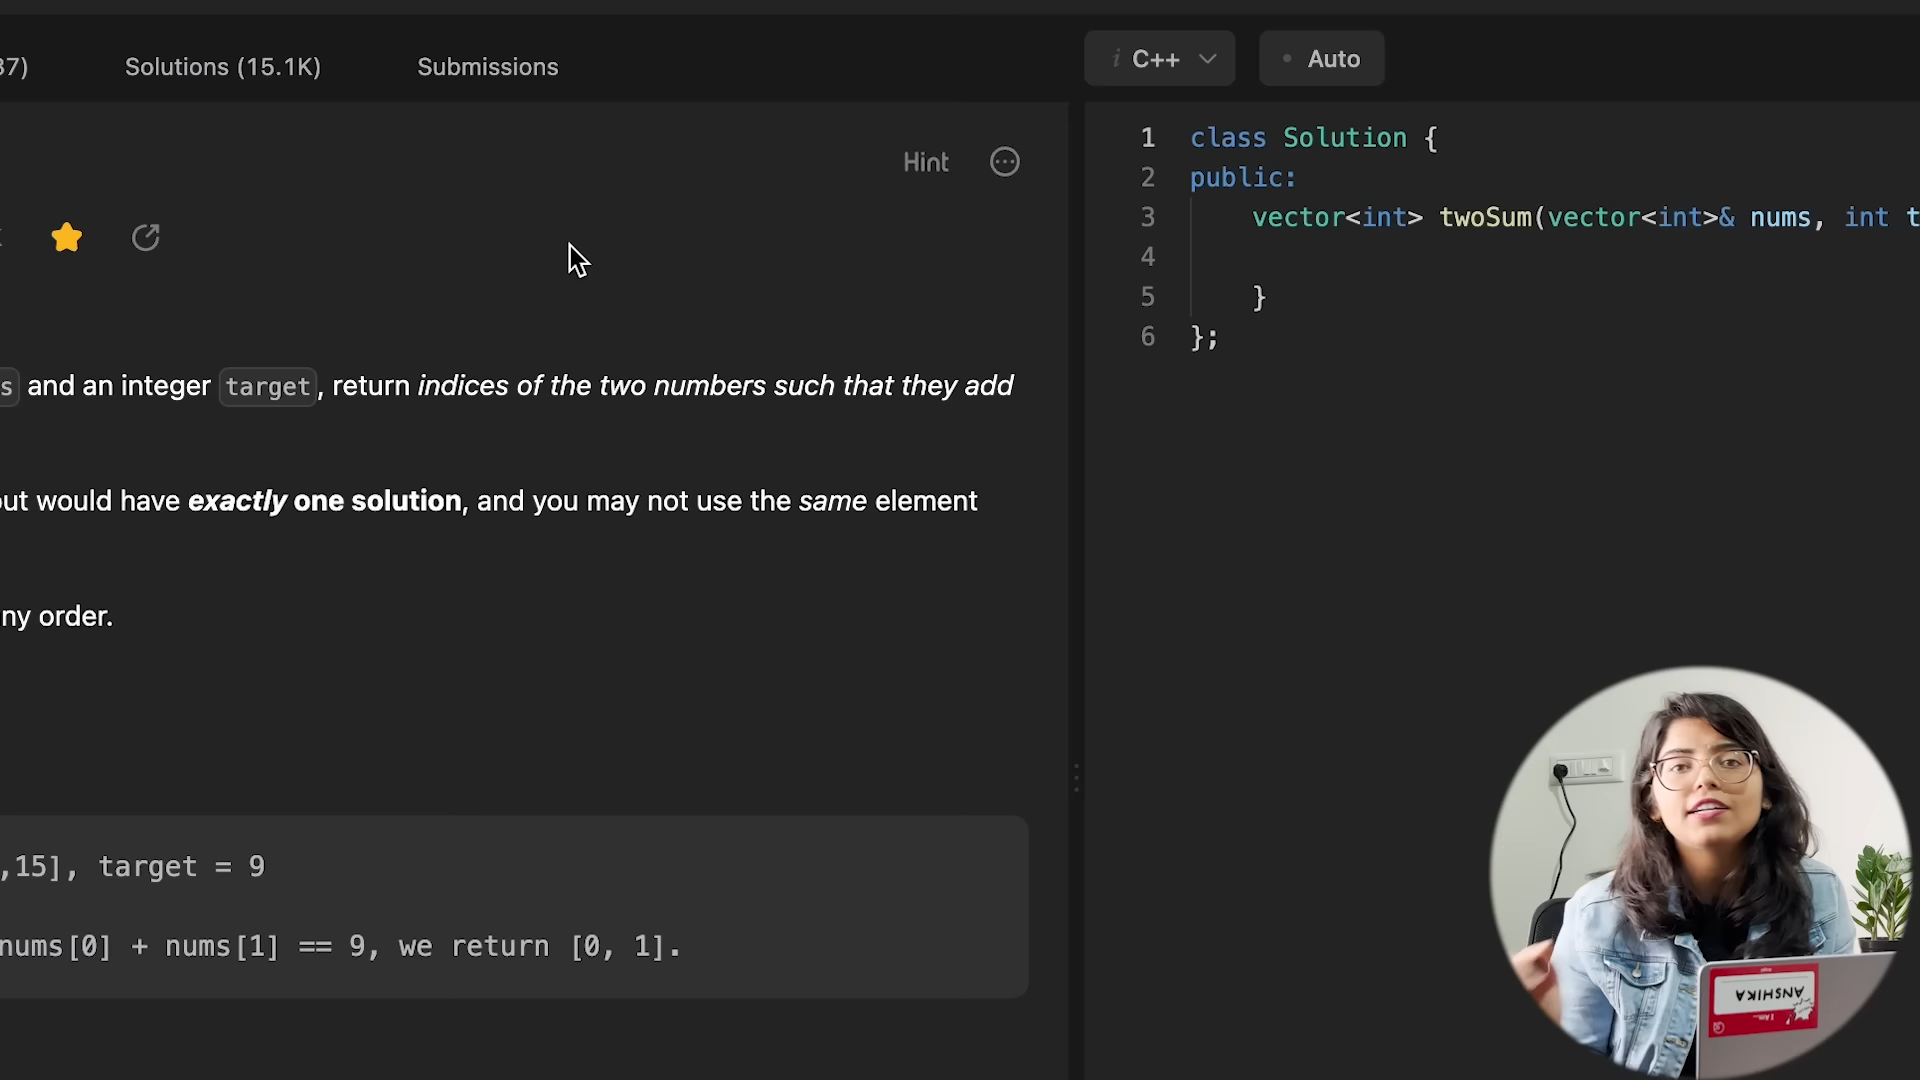 37)
Solutions (15.1K)
Submissions
i C++
Auto
Hint
1 class Solution {
2 public:
3 vector<int> twoSum(vector<int>& nums, int t
4
5 }
6 };
s and an integer target, return indices of the two numbers such that they add
out would have exactly one solution, and you may not use the same element
ny order.
,15], target = 9
nums[0] + nums[1] == 9, we return [0, 1].
ANSHIKA